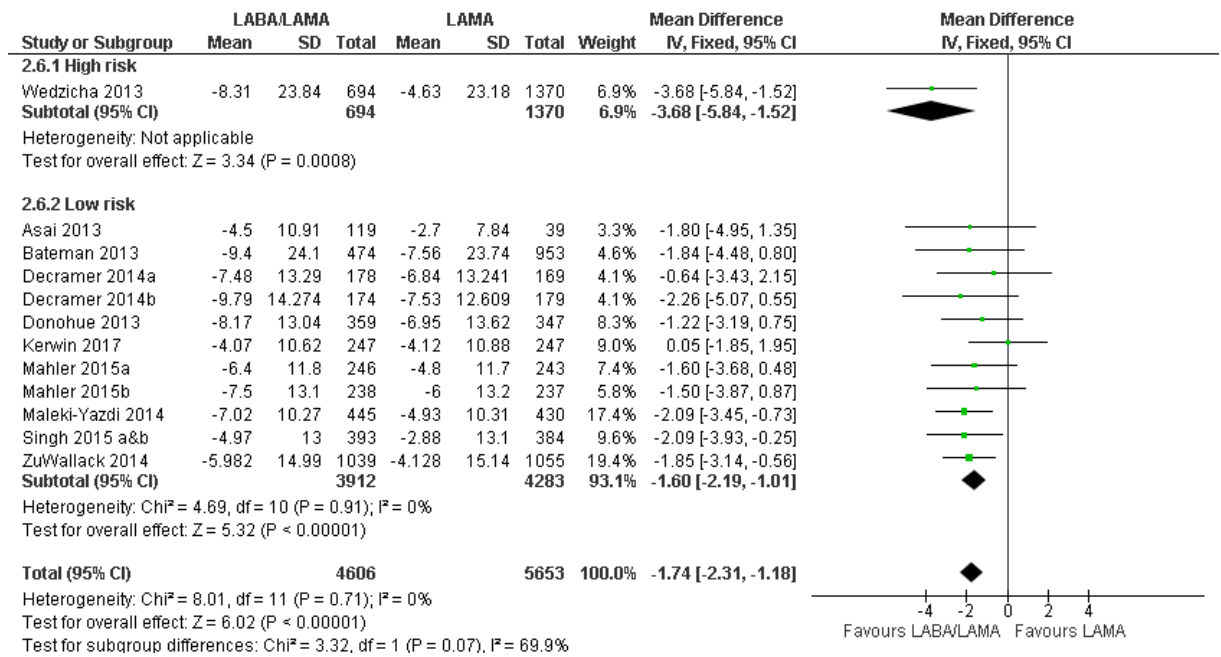 LABA/LAMA LAMA Mean Difference Mean Difference
Study or Subgroup Mean SD Total Mean SD Total Weight IV, Fixed, 95% CI IV, Fixed, 95% CI
2.6.1 High risk
Wedzicha 2013 -8.31 23.84 694 -4.63 23.18 1370 6.9% -3.68 [-5.84, -1.52]
Subtotal (95% CI) 694 1370 6.9% -3.68 [-5.84, -1.52]
Heterogeneity: Not applicable
Test for overall effect: Z = 3.34 (P = 0.0008)
2.6.2 Low risk
Asai 2013 -4.5 10.91 119 -2.7 7.84 39 3.3% -1.80 [-4.95, 1.35]
Bateman 2013 -9.4 24.1 474 -7.56 23.74 953 4.6% -1.84 [-4.48, 0.80]
Decramer 2014a -7.48 13.29 178 -6.84 13.241 169 4.1% -0.64 [-3.43, 2.15]
Decramer 2014b -9.79 14.274 174 -7.53 12.609 179 4.1% -2.26 [-5.07, 0.55]
Donohue 2013 -8.17 13.04 359 -6.95 13.62 347 8.3% -1.22 [-3.19, 0.75]
Kerwin 2017 -4.07 10.62 247 -4.12 10.88 247 9.0% 0.05 [-1.85, 1.95]
Mahler 2015a -6.4 11.8 246 -4.8 11.7 243 7.4% -1.60 [-3.68, 0.48]
Mahler 2015b -7.5 13.1 238 -6 13.2 237 7.4% -1.50 [-3.87, 0.87]
Maleki-Yazdi 2014 -7.02 10.27 445 -4.93 10.31 430 17.4% -2.09 [-3.45, -0.73]
Singh 2015 a&b -4.97 13 393 -2.88 13.1 384 9.6% -2.09 [-3.93, -0.25]
ZuWallack 2014 -5.982 14.99 1039 -4.128 15.14 1055 19.4% -1.85 [-3.14, -0.56]
Subtotal (95% CI) 3912 4283 93.1% -1.60 [-2.19, -1.01]
Heterogeneity: Chi² = 4.69, df = 10 (P = 0.91); I² = 0%
Test for overall effect: Z = 5.32 (P < 0.00001)
Total (95% CI) 4606 5653 100.0% -1.74 [-2.31, -1.18]
Heterogeneity: Chi² = 8.01, df = 11 (P = 0.71); I² = 0%
Test for overall effect: Z = 6.02 (P < 0.00001)
Test for subgroup differences: Chi² = 3.32, df = 1 (P = 0.07), I² = 69.9%
-4 -2 0 2 4
Favours LABA/LAMA Favours LAMA